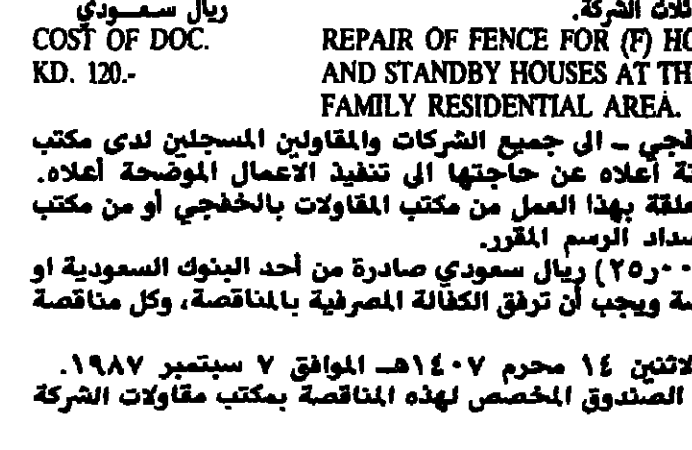 ثلاث الشركة.
ريال سعـــودي
COST OF DOC. REPAIR OF FENCE FOR (F) HO
KD. 120.- AND STANDBY HOUSES AT TH
FAMILY RESIDENTIAL AREA.
فجي ــ الى جميع الشركات والمقاولين المسجلين لدى مكتب
أعلاه عن حاجتها الى تنفيذ الاعمال الموضحة أعلاه.
علقة بهذا العمل من مكتب المقاولات بالخفجي أو من مكتب
سداد الرسم المقرر.
٠٠ر٢٥) ريال سعودي صادرة من أحد البنوك السعودية او
ويجب أن ترفق الكفالة المصرفية بالمناقصة، وكل مناقصة
لاثنين ١٤ محرم ١٤٠٧هـ الموافق ٧ سبتمبر ١٩٨٧.
الصندوق المخصص لهذه المناقصة بمكتب مقاولات الشركة